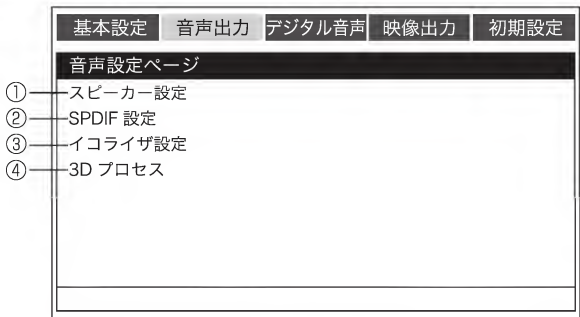 基本設定 音声出力 デジタル音声 映像出力 初期設定
音声設定ページ
① スピーカー設定
② SPDIF 設定
③ イコライザ設定
④ 3D プロセス